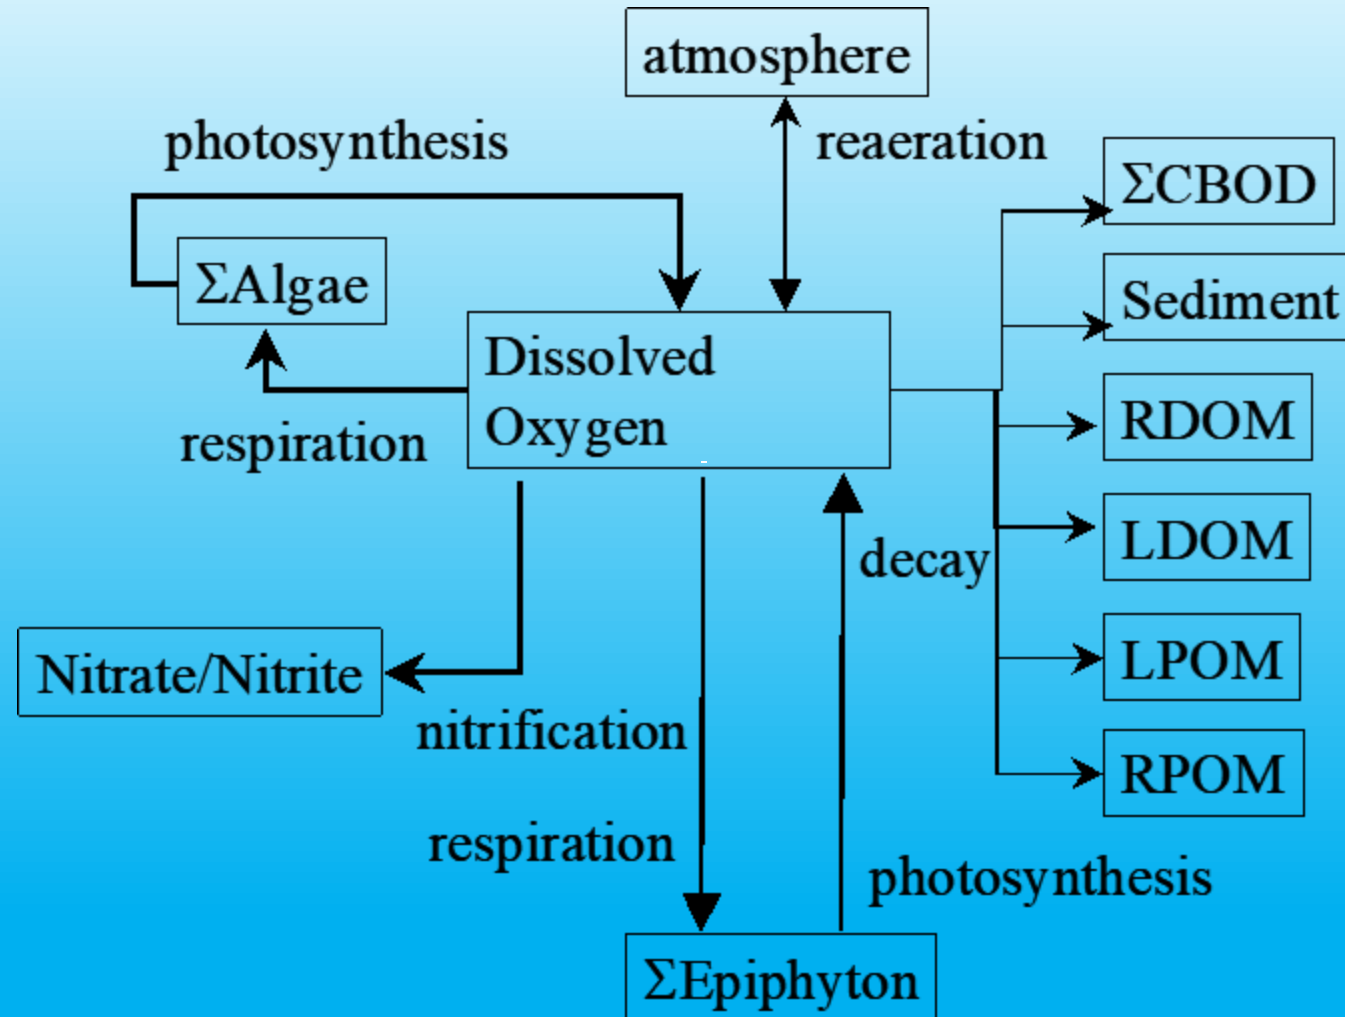 atmosphere
photosynthesis
reaeration
ΣCBOD
ΣAlgae
Sediment
Dissolved
Oxygen
RDOM
respiration
LDOM
decay
Nitrate/Nitrite
LPOM
nitrification
RPOM
respiration
photosynthesis
ΣEpiphyton